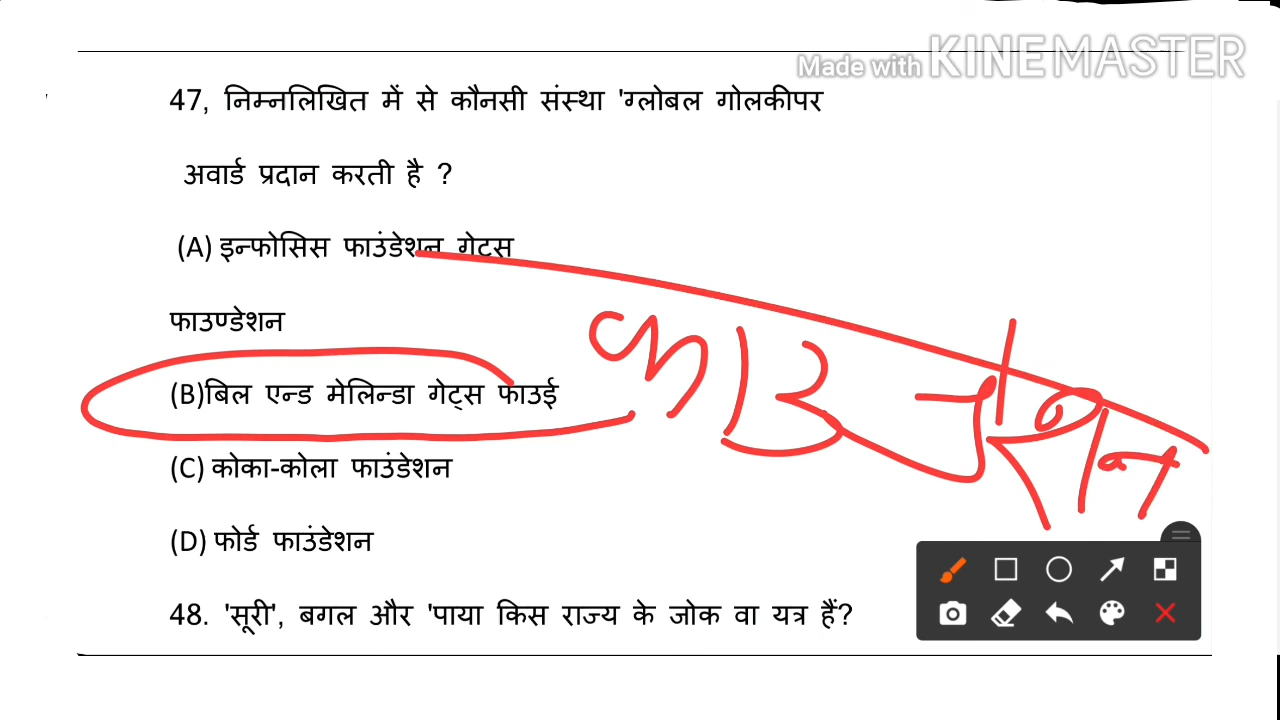 Made with KINEMASTER
47, निम्नलिखित में से कौनसी संस्था 'ग्लोबल गोलकीपर
अवार्ड प्रदान करती है ?
(A) इन्फोसिस फाउंडेशन गेट्स
फाउण्डेशन
(B)बिल एन्ड मेलिन्डा गेट्स फाउई
(C) कोका-कोला फाउंडेशन
(D) फोर्ड फाउंडेशन
48. 'सूरी', बगल और 'पाया किस राज्य के जोक वा यत्र हैं?